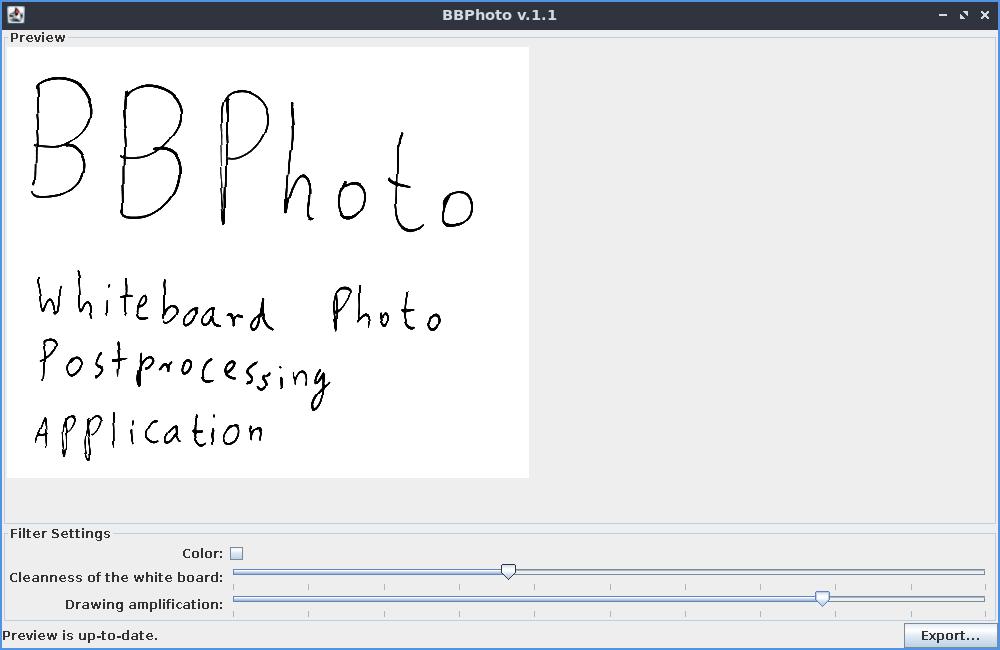 BBPhoto v.1.1
Preview
BBPhoto
Whiteboard Photo
Postprocessing
Application
Filter Settings
Color:
Cleanness of the white board:
Drawing amplification:
Preview is up-to-date.
Export...